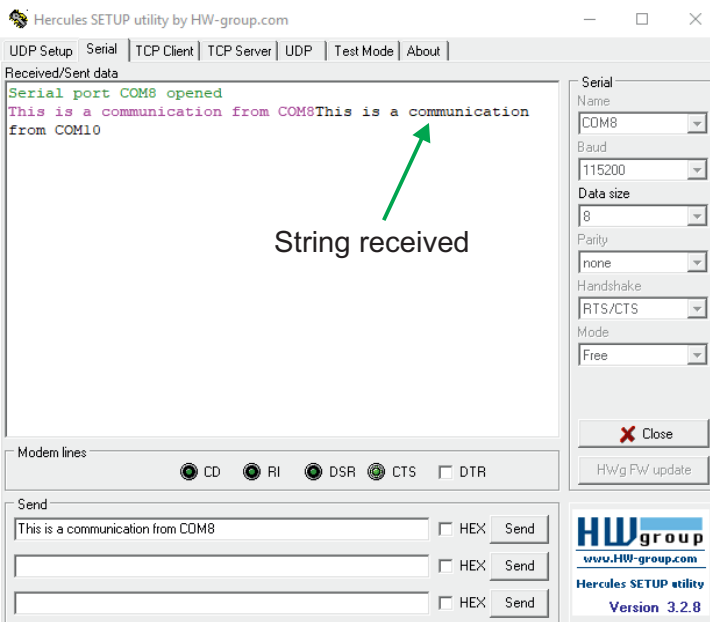 Hercules SETUP utility by HW-group.com
UDP Setup Serial TCP Client TCP Server UDP Test Mode About
Received/Sent data
Serial port COM8 opened
This is a communication from COM8This is a communication
from COM10
String received
Serial
Name
COM8
Baud
115200
Data size
8
Parity
none
Handshake
RTS/CTS
Mode
Free
Close
HWg FW update
Modem lines
CD RI DSR CTS DTR
Send
This is a communication from COM8 HEX Send
HEX Send
HEX Send
HWgroup
www.HW-group.com
Hercules SETUP utility
Version 3.2.8